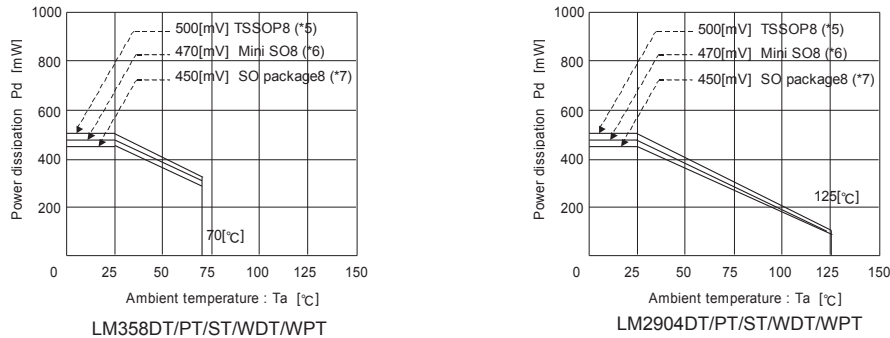 1000
800
600
400
200
0
25
50
75
100
125
150
Power dissipation Pd [mW]
500[mV] TSSOP8 (*5)
470[mV] Mini SO8 (*6)
450[mV] SO package8 (*7)
70[℃]
Ambient temperature : Ta [℃]
LM358DT/PT/ST/WDT/WPT
1000
800
600
400
200
0
25
50
75
100
125
150
Power dissipation Pd [mW]
500[mV] TSSOP8 (*5)
470[mV] Mini SO8 (*6)
450[mV] SO package8 (*7)
125[℃]
Ambient temperature : Ta [℃]
LM2904DT/PT/ST/WDT/WPT